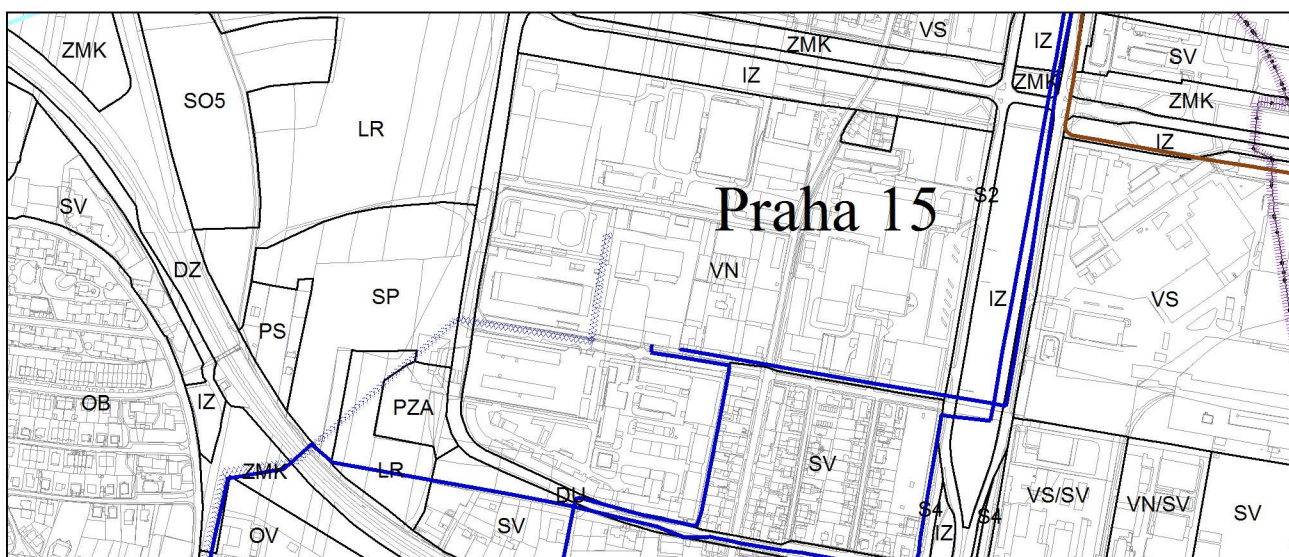 VS
IZ
ZMK
ZMK
SV
IZ
ZMK
SO5
ZMK
LR
IZ
S2
Praha 15
SV
DZ
VN
SP
IZ
VS
PS
OB
IZ
PZA
ZMK
LR
SV
DU
VS/SV
VN/SV
S4
S4
SV
SV
OV
IZ